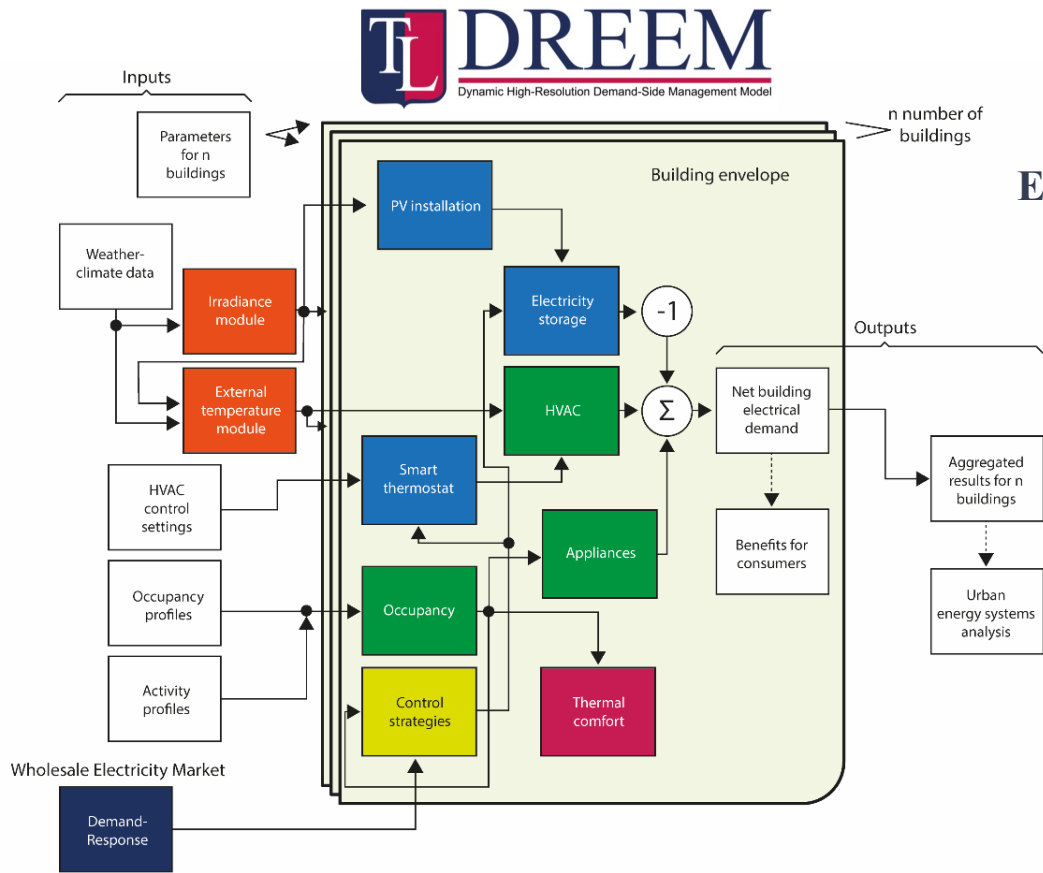 TL DREEM
Dynamic High-Resolution Demand-Side Management Model
Inputs
Parameters
for n
buildings
n number of
buildings
Building envelope
E
PV installation
Weather-
climate data
Irradiance
module
Electricity
storage
-1
Outputs
External
temperature
module
HVAC
Σ
Net building
electrical
demand
Smart
thermostat
Aggregated
results for n
buildings
HVAC
control
settings
Appliances
Benefits for
consumers
Occupancy
profiles
Occupancy
Urban
energy systems
analysis
Activity
profiles
Control
strategies
Thermal
comfort
Wholesale Electricity Market
Demand-
Response